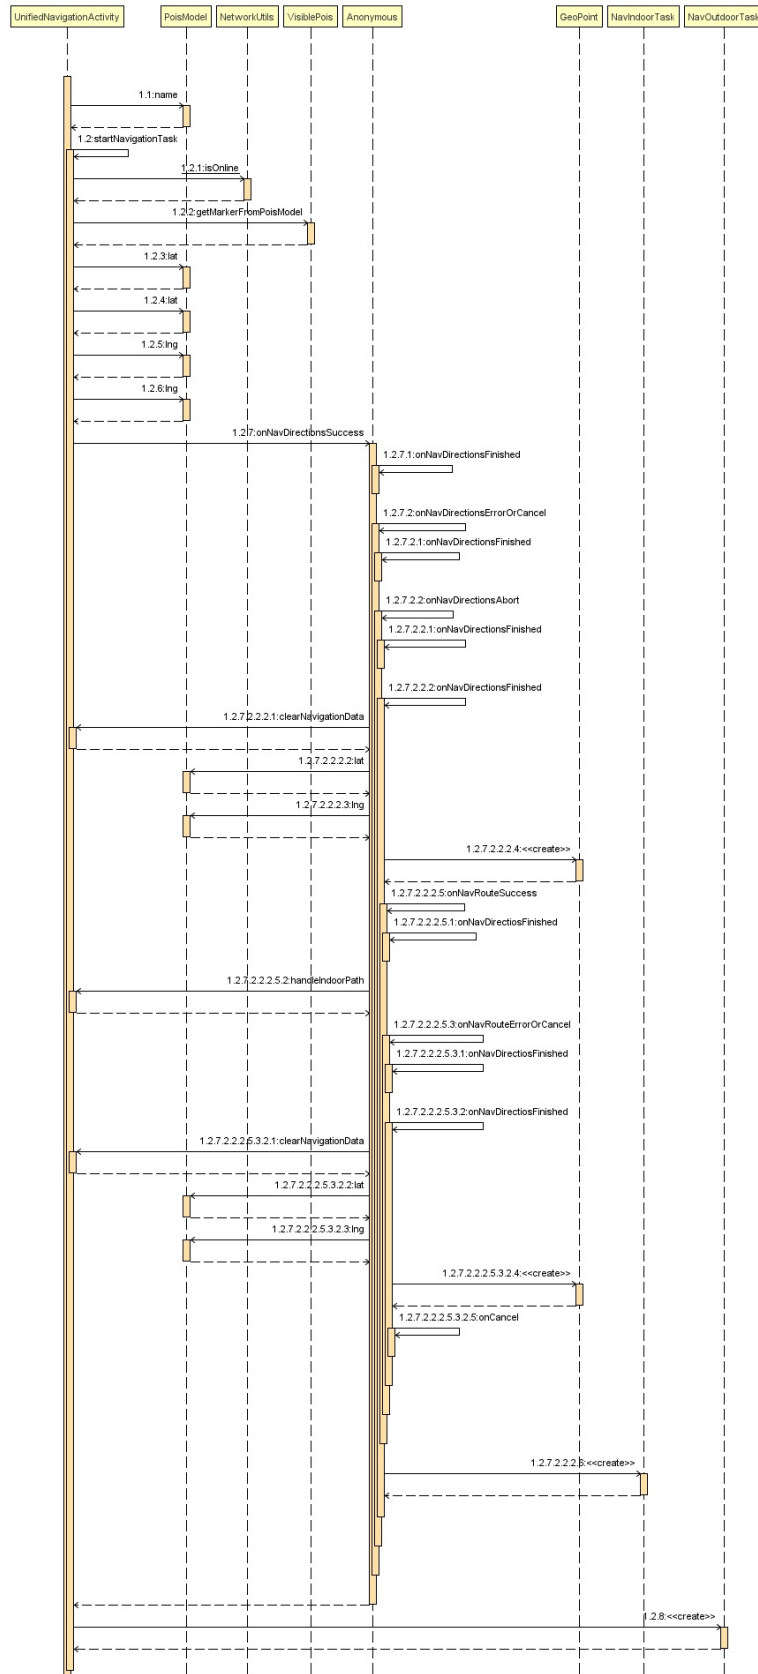 UnifiedNavigationActivity PoisModel NetworkUtils VisiblePois Anonymous GeoPoint NavIndoorTask NavOutdoorTask
1.1:name
1.2:startNavigationTask
1.2.1:isOnline
1.2.2:getMarkerFromPoisModel
1.2.3:lat
1.2.4:lat
1.2.5:lng
1.2.6:lng
1.2.7:onNavDirectionsSuccess
1.2.7.1:onNavDirectionsFinished
1.2.7.2:onNavDirectionsErrorOrCancel
1.2.7.2.1:onNavDirectionsFinished
1.2.7.2.2:onNavDirectionsAbort
1.2.7.2.2.1:onNavDirectionsFinished
1.2.7.2.2.2:onNavDirectionsFinished
1.2.7.2.2.2.1:clearNavigationData
1.2.7.2.2.2.2:lat
1.2.7.2.2.2.3:lng
1.2.7.2.2.2.4:<<create>>
1.2.7.2.2.2.5:onNavRouteSuccess
1.2.7.2.2.2.5.1:onNavDirectiosFinished
1.2.7.2.2.2.5.2:handleIndoorPath
1.2.7.2.2.2.5.3:onNavRouteErrorOrCancel
1.2.7.2.2.2.5.3.1:onNavDirectiosFinished
1.2.7.2.2.2.5.3.2:onNavDirectiosFinished
1.2.7.2.2.2.5.3.2.1:clearNavigationData
1.2.7.2.2.2.5.3.2.2:lat
1.2.7.2.2.2.5.3.2.3:lng
1.2.7.2.2.2.5.3.2.4:<<create>>
1.2.7.2.2.2.5.3.2.5:onCancel
1.2.7.2.2.2.6:<<create>>
1.2.8:<<create>>